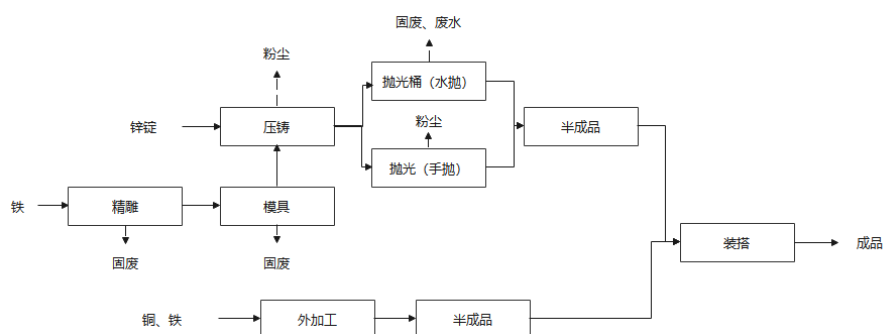 固废、废水
粉尘
抛光桶（水抛）
粉尘
锌锭
压铸
半成品
抛光（手抛）
铁
精雕
模具
装搭
成品
固废
固废
铜、铁
外加工
半成品